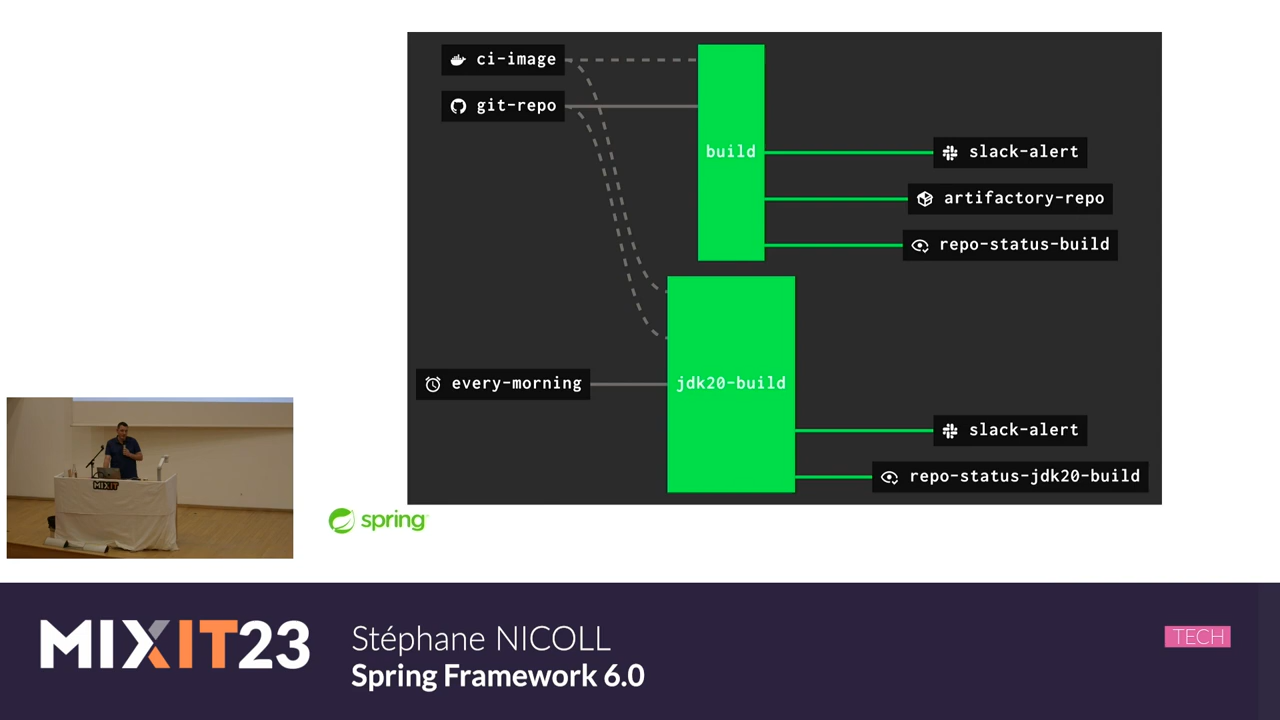 ci-image
git-repo
build
slack-alert
artifactory-repo
repo-status-build
every-morning
jdk20-build
slack-alert
repo-status-jdk20-build
MIXIT
spring
MIXIT23
Stéphane NICOLL
Spring Framework 6.0
TECH